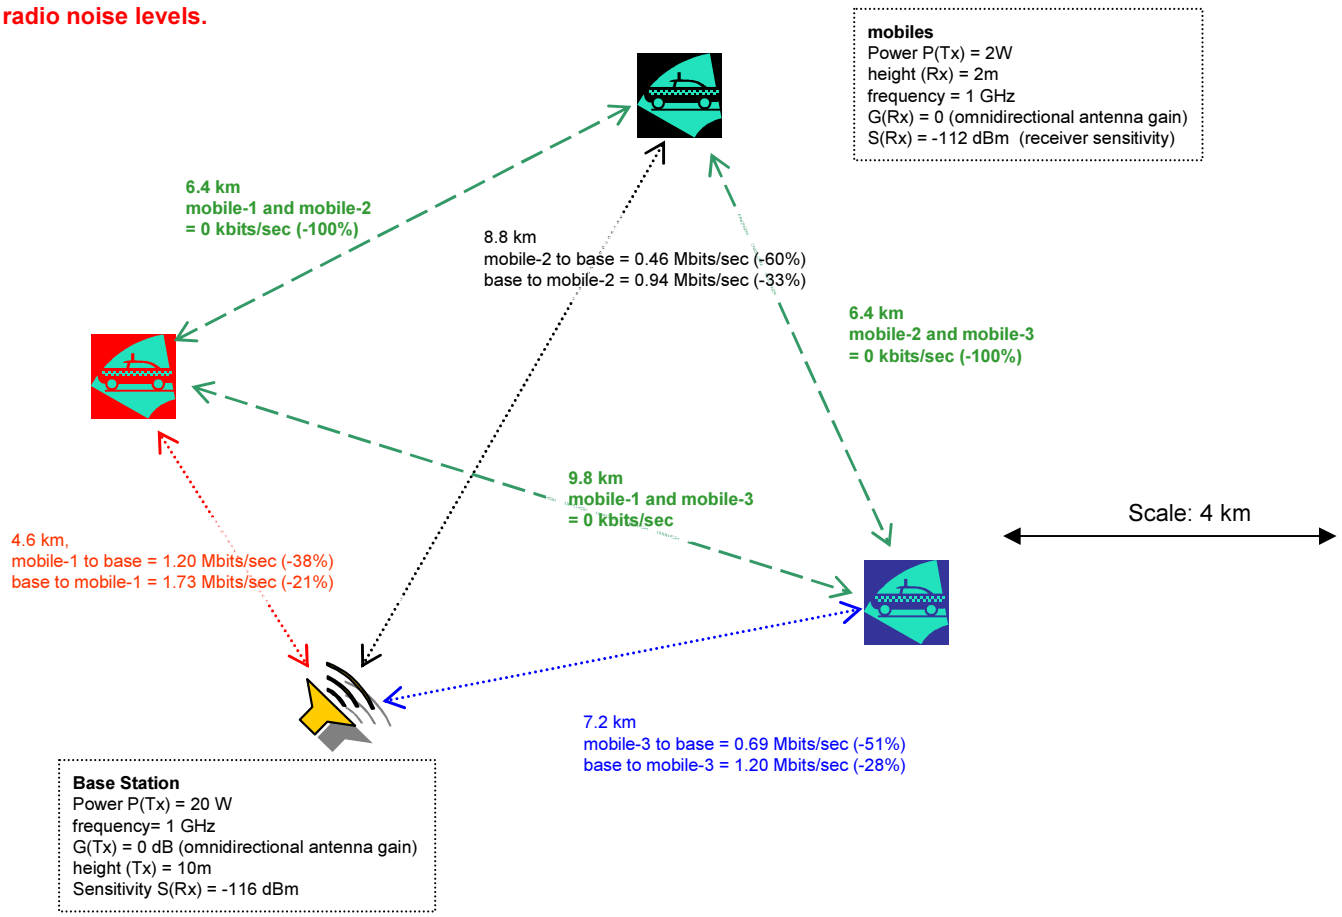 radio noise levels.
mobiles
Power P(Tx) = 2W
height (Rx) = 2m
frequency = 1 GHz
G(Rx) = 0 (omnidirectional antenna gain)
S(Rx) = -112 dBm  (receiver sensitivity)
6.4 km
mobile-1 and mobile-2
= 0 kbits/sec (-100%)
8.8 km
mobile-2 to base = 0.46 Mbits/sec (-60%)
base to mobile-2 = 0.94 Mbits/sec (-33%)
6.4 km
mobile-2 and mobile-3
= 0 kbits/sec (-100%)
9.8 km
mobile-1 and mobile-3
= 0 kbits/sec
Scale: 4 km
4.6 km,
mobile-1 to base = 1.20 Mbits/sec (-38%)
base to mobile-1 = 1.73 Mbits/sec (-21%)
7.2 km
mobile-3 to base = 0.69 Mbits/sec (-51%)
base to mobile-3 = 1.20 Mbits/sec (-28%)
Base Station
Power P(Tx) = 20 W
frequency= 1 GHz
G(Tx) = 0 dB (omnidirectional antenna gain)
height (Tx) = 10m
Sensitivity S(Rx) = -116 dBm